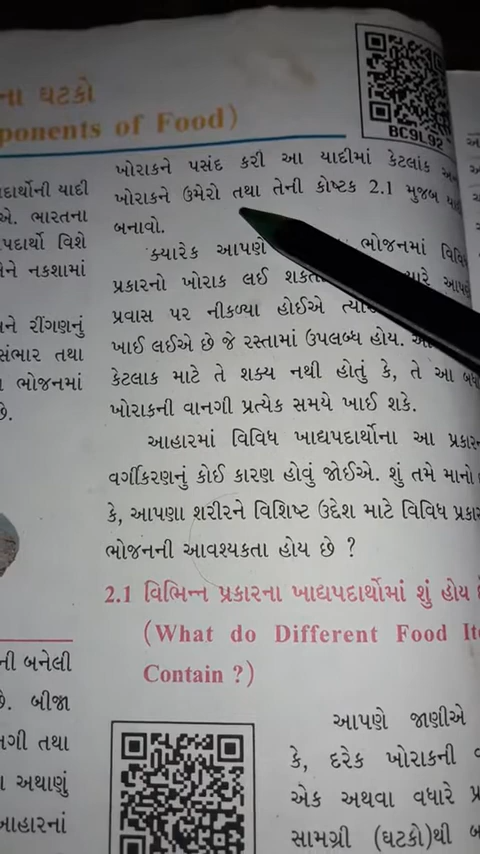 ના ઘટકો
ponents of Food)
BC9L92
દાર્થોની યાદી
એ. ભારતના
પદાર્થો વિશે
નકશામાં
ને રીંગણનું
સંભાર તથા
ભોજનમાં
છે.
ની બનેલી
છે. બીજા
નગી તથા
અથાણું
આહારનાં
ખોરાકને પસંદ કરી આ યાદીમાં કેટલાંક
ખોરાકને ઉમેરો તથા તેની કોષ્ટક 2.1 મુજબ
બનાવો.
ક્યારેક આપણે ભોજનમાં
પ્રકારનો ખોરાક લઈ
પ્રવાસ પર નીકળ્યા હોઈએ
ખાઈ લઈએ છે જે રસ્તામાં ઉપલબ્ધ હોય.
કેટલાક માટે તે શક્ય નથી હોતું કે, તે આ
ખોરાકની વાનગી પ્રત્યેક સમયે ખાઈ શકે.
આહારમાં વિવિધ ખાદ્યપદાર્થોના આ પ્રકાર
વર્ગીકરણનું કોઈ કારણ હોવું જોઈએ. શું તમે માનો
કે, આપણા શરીરને વિશિષ્ટ ઉદ્દેશ માટે વિવિધ પ્રકા
ભોજનની આવશ્યકતા હોય છે ?
2.1 વિભિન્ન પ્રકારના ખાદ્યપદાર્થોમાં શું હોય
(What do Different Food Ite
Contain ?)
આપણે જાણીએ
કે, દરેક ખોરાકની
એક અથવા વધારે
સામગ્રી (ઘટકો)થી